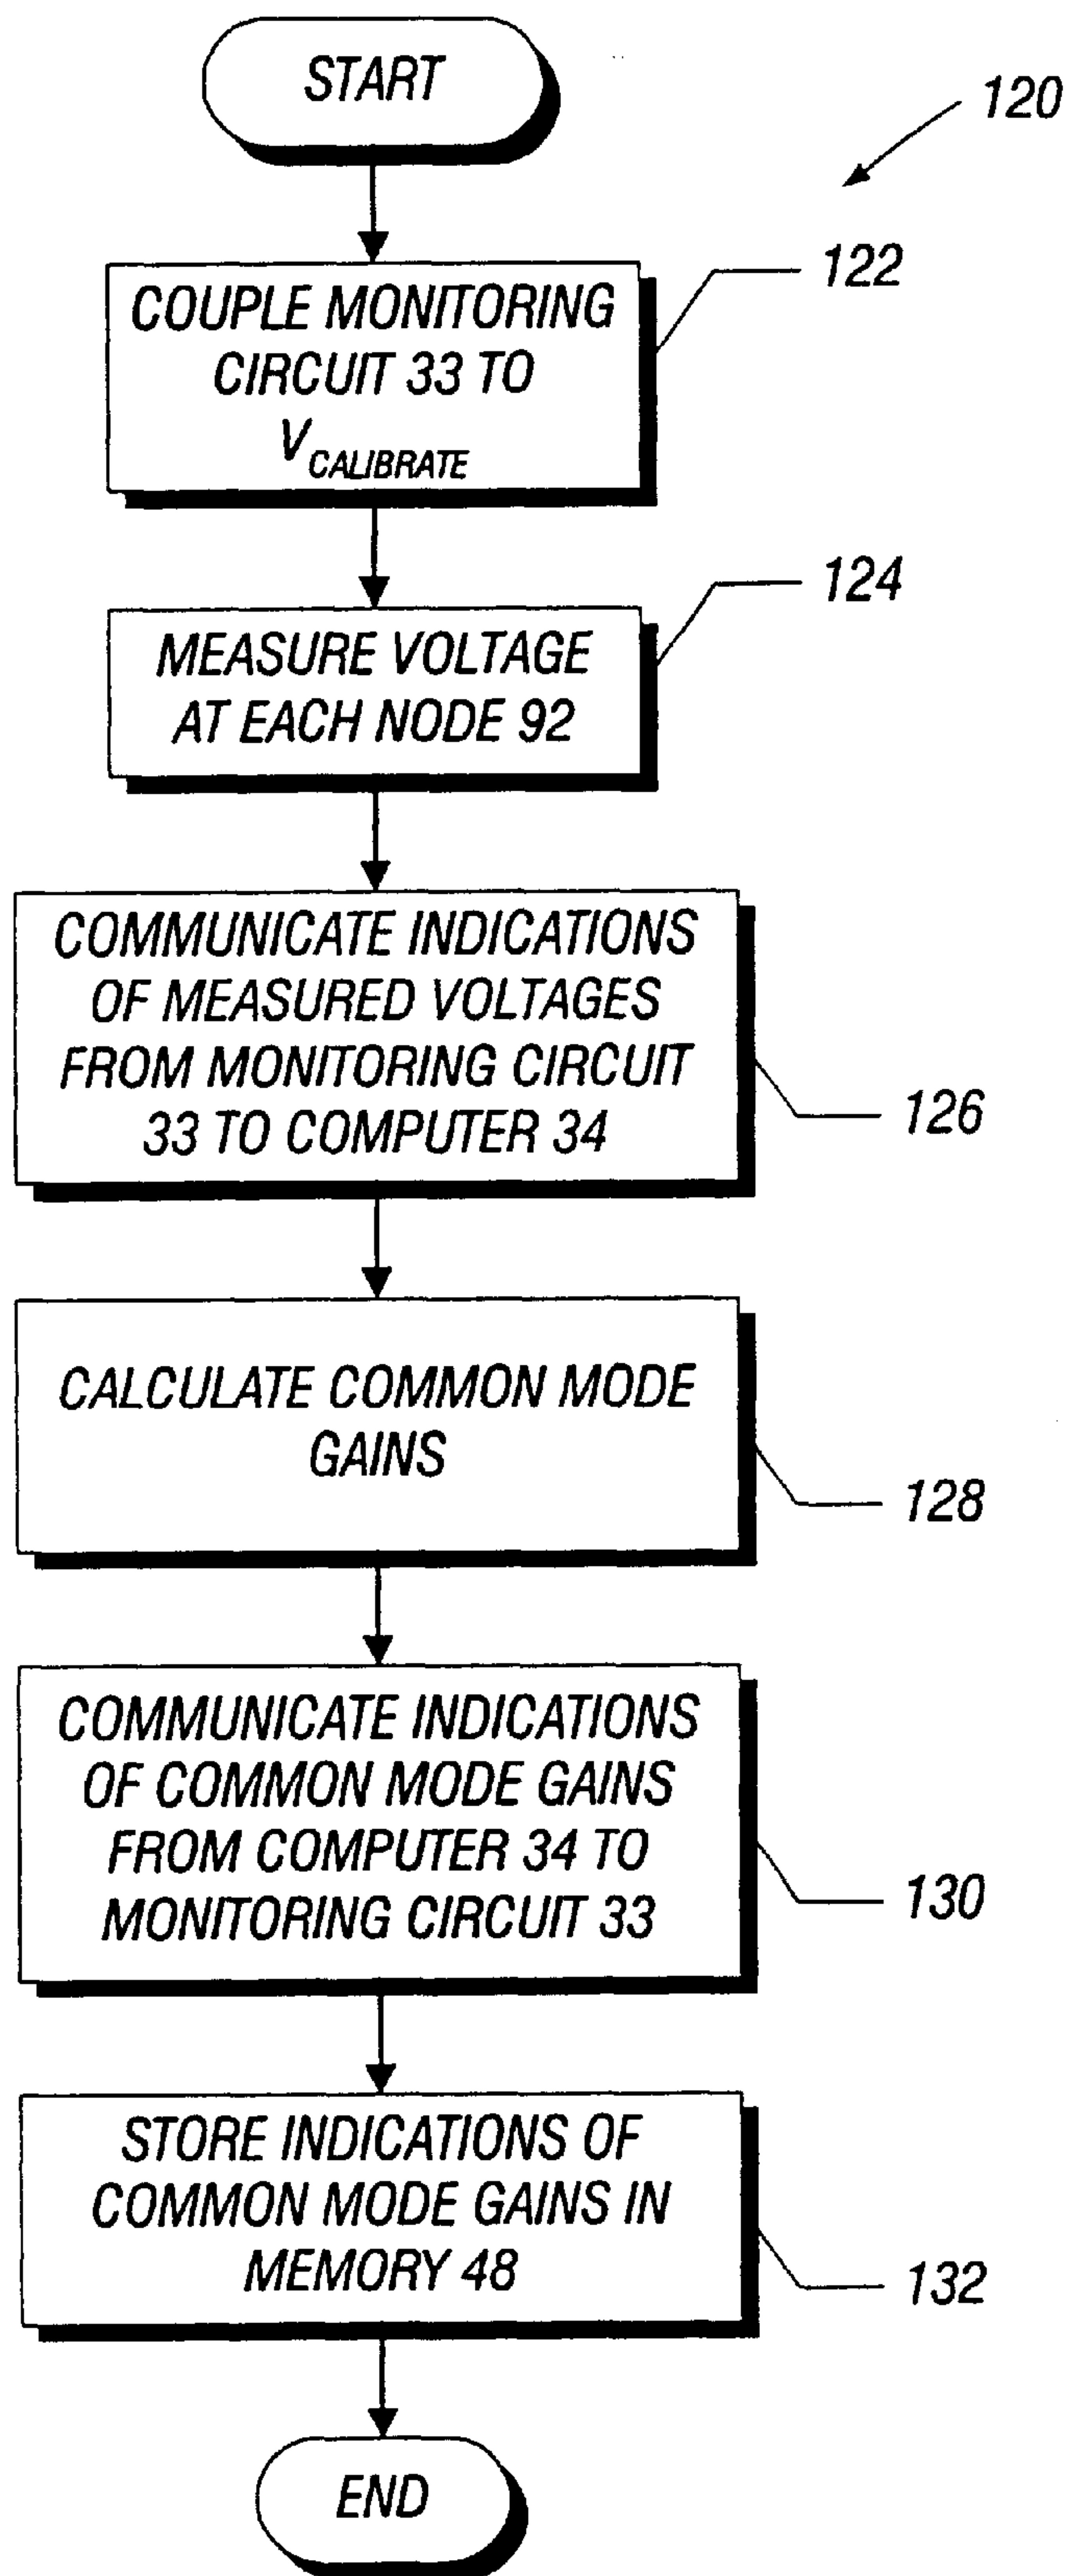 START
120
COUPLE MONITORING
CIRCUIT 33 TO
V_CALIBRATE
122
MEASURE VOLTAGE
AT EACH NODE 92
124
COMMUNICATE INDICATIONS
OF MEASURED VOLTAGES
FROM MONITORING CIRCUIT
33 TO COMPUTER 34
126
CALCULATE COMMON MODE
GAINS
128
COMMUNICATE INDICATIONS
OF COMMON MODE GAINS
FROM COMPUTER 34 TO
MONITORING CIRCUIT 33
130
STORE INDICATIONS OF
COMMON MODE GAINS IN
MEMORY 48
132
END